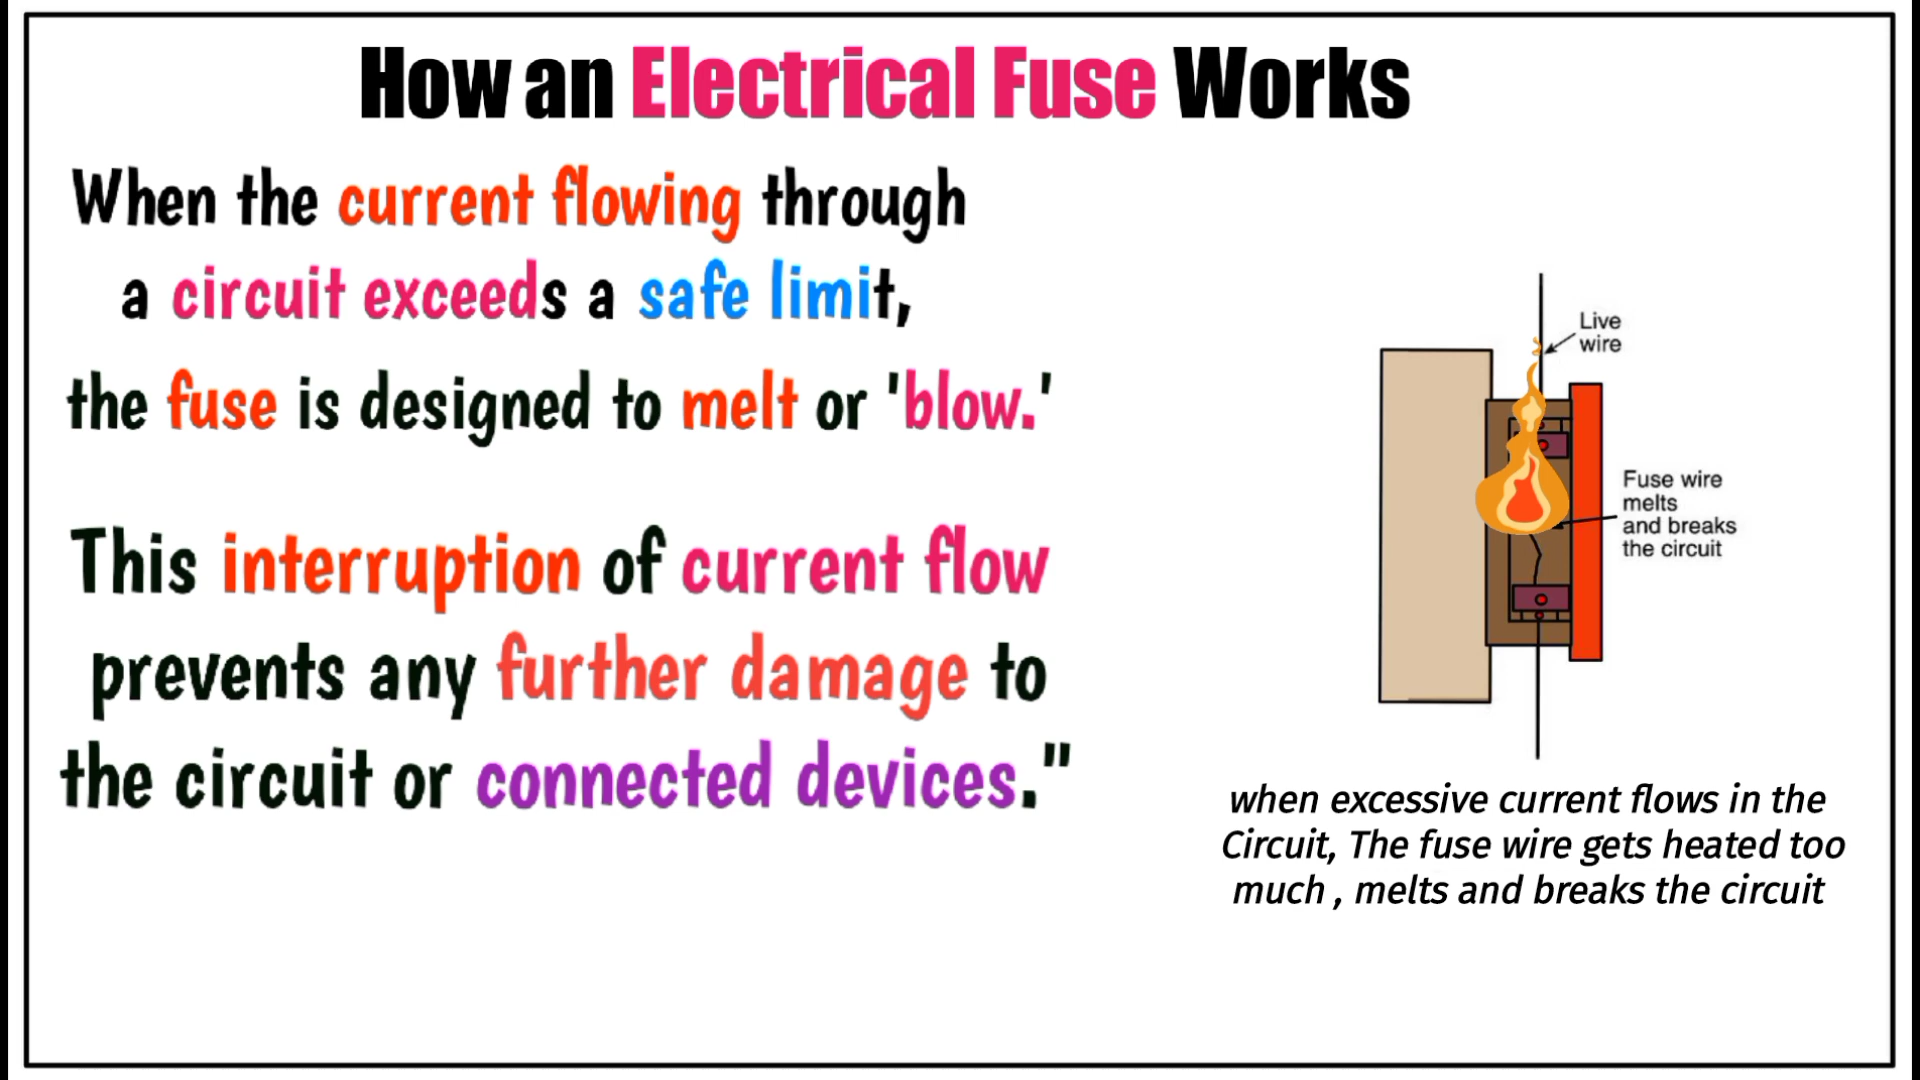 How an Electrical Fuse Works
When the current flowing through
a circuit exceeds a safe limit,
the fuse is designed to melt or 'blow.'
This interruption of current flow
prevents any further damage to
the circuit or connected devices."
Live
wire
Fuse wire
melts
and breaks
the circuit
when excessive current flows in the
Circuit, The fuse wire gets heated too
much , melts and breaks the circuit